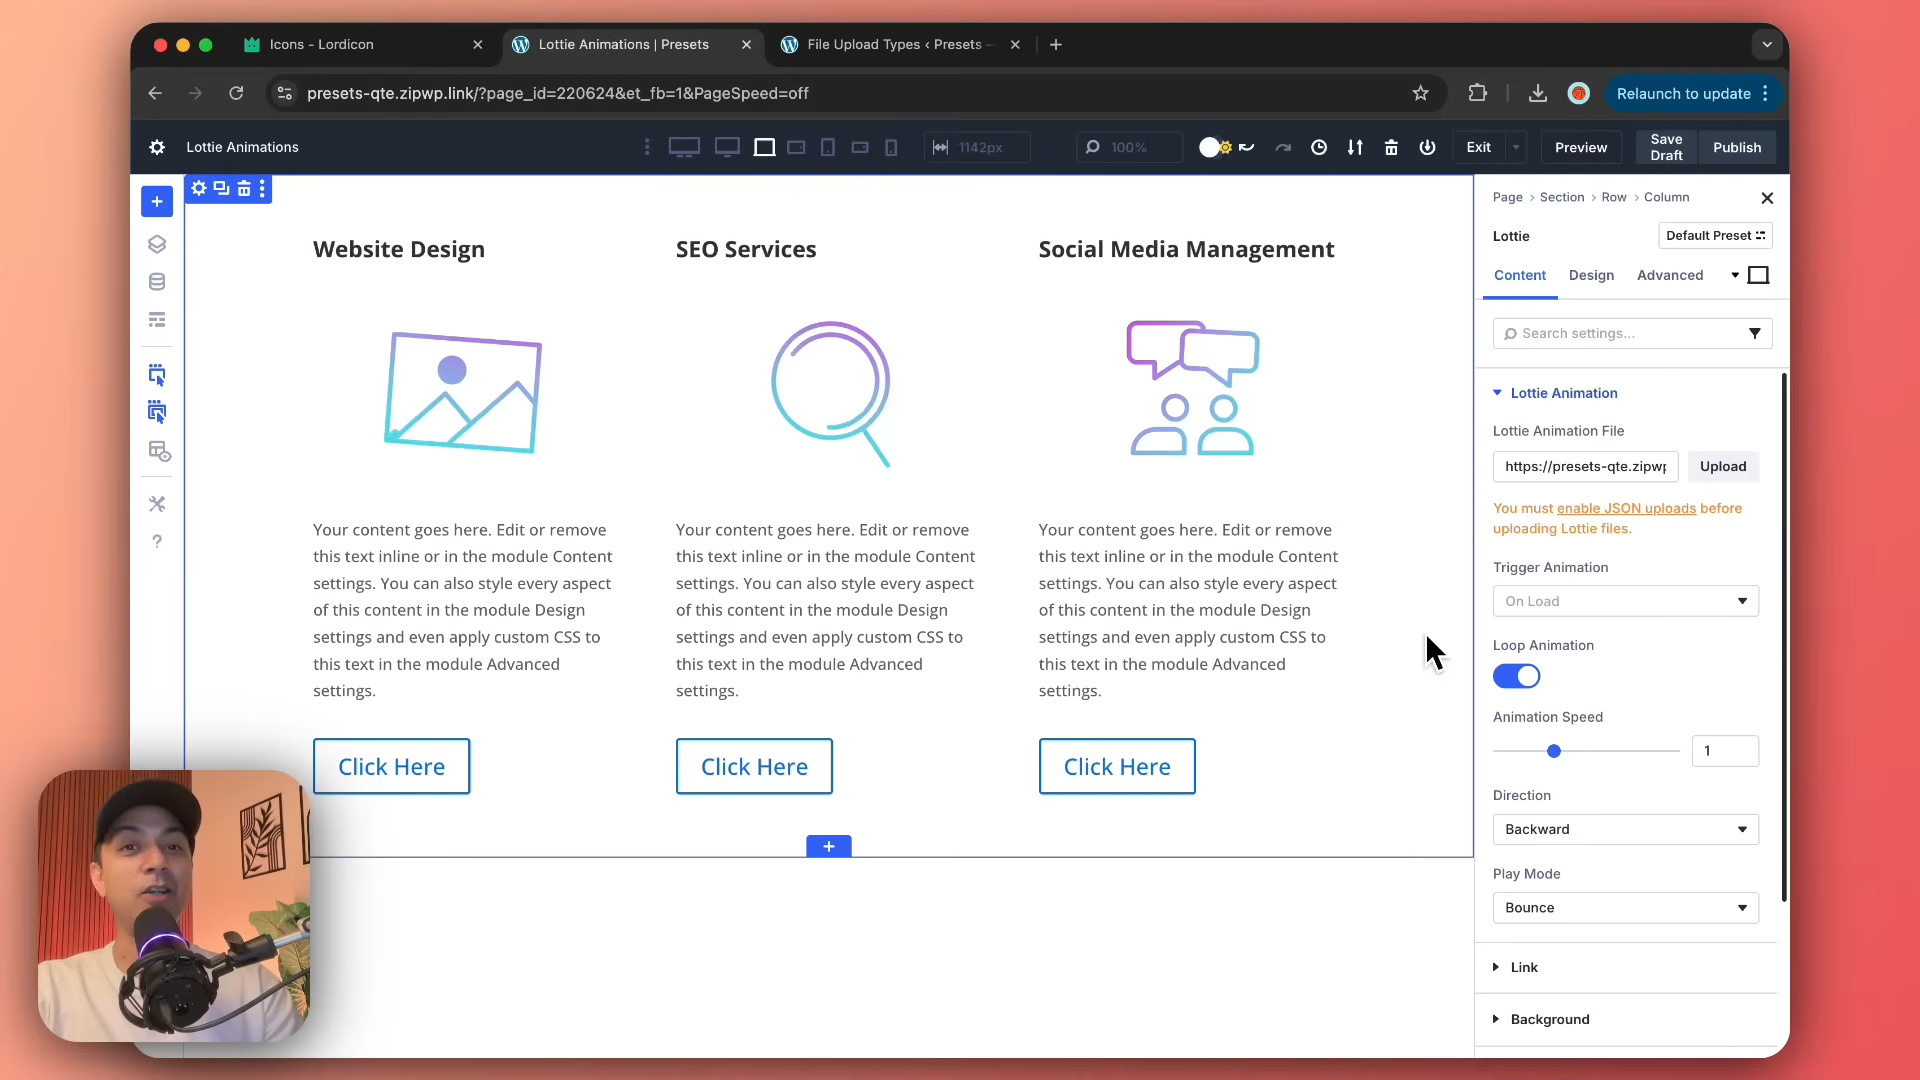 Icons - Lordicon
Lottie Animations | Presets
File Upload Types ‹ Presets –
presets-qte.zipwp.link/?page_id=220624&et_fb=1&PageSpeed=off
Relaunch to update
Lottie Animations
1142px
100%
Exit
Preview
Save
Draft
Publish
Website Design
SEO Services
Social Media Management
Your content goes here. Edit or remove
this text inline or in the module Content
settings. You can also style every aspect
of this content in the module Design
settings and even apply custom CSS to
this text in the module Advanced
settings.
Your content goes here. Edit or remove
this text inline or in the module Content
settings. You can also style every aspect
of this content in the module Design
settings and even apply custom CSS to
this text in the module Advanced
settings.
Your content goes here. Edit or remove
this text inline or in the module Content
settings. You can also style every aspect
of this content in the module Design
settings and even apply custom CSS to
this text in the module Advanced
settings.
Click Here
Click Here
Click Here
Page › Section › Row › Column
Lottie
Default Preset
Content
Design
Advanced
Search settings...
Lottie Animation
Lottie Animation File
https://presets-qte.zipwp
Upload
You must enable JSON uploads before
uploading Lottie files.
Trigger Animation
On Load
Loop Animation
Animation Speed
1
Direction
Backward
Play Mode
Bounce
Link
Background